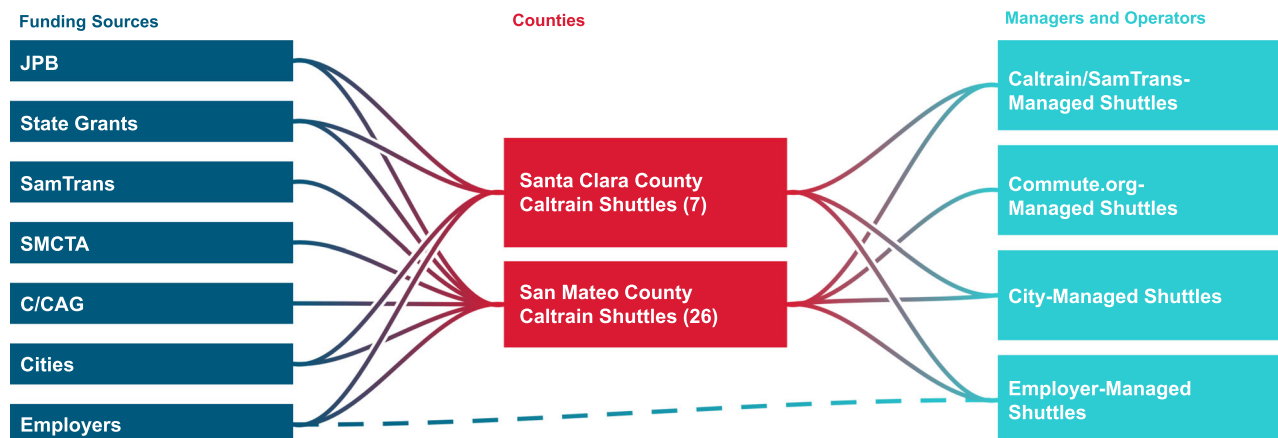 Funding Sources
JPB
State Grants
SamTrans
SMCTA
C/CAG
Cities
Employers
Counties
Santa Clara County
Caltrain Shuttles (7)
San Mateo County
Caltrain Shuttles (26)
Managers and Operators
Caltrain/SamTrans-
Managed Shuttles
Commute.org-
Managed Shuttles
City-Managed Shuttles
Employer-Managed
Shuttles